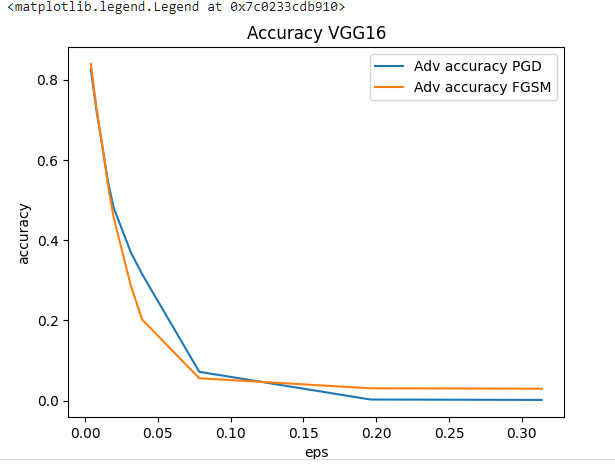 <matplotlib.legend.Legend at 0x7c0233cdb910>
Accuracy VGG16
Adv accuracy PGD
Adv accuracy FGSM
accuracy
0.8
0.6
0.4
0.2
0.0
0.00 0.05 0.10 0.15 0.20 0.25 0.30
eps